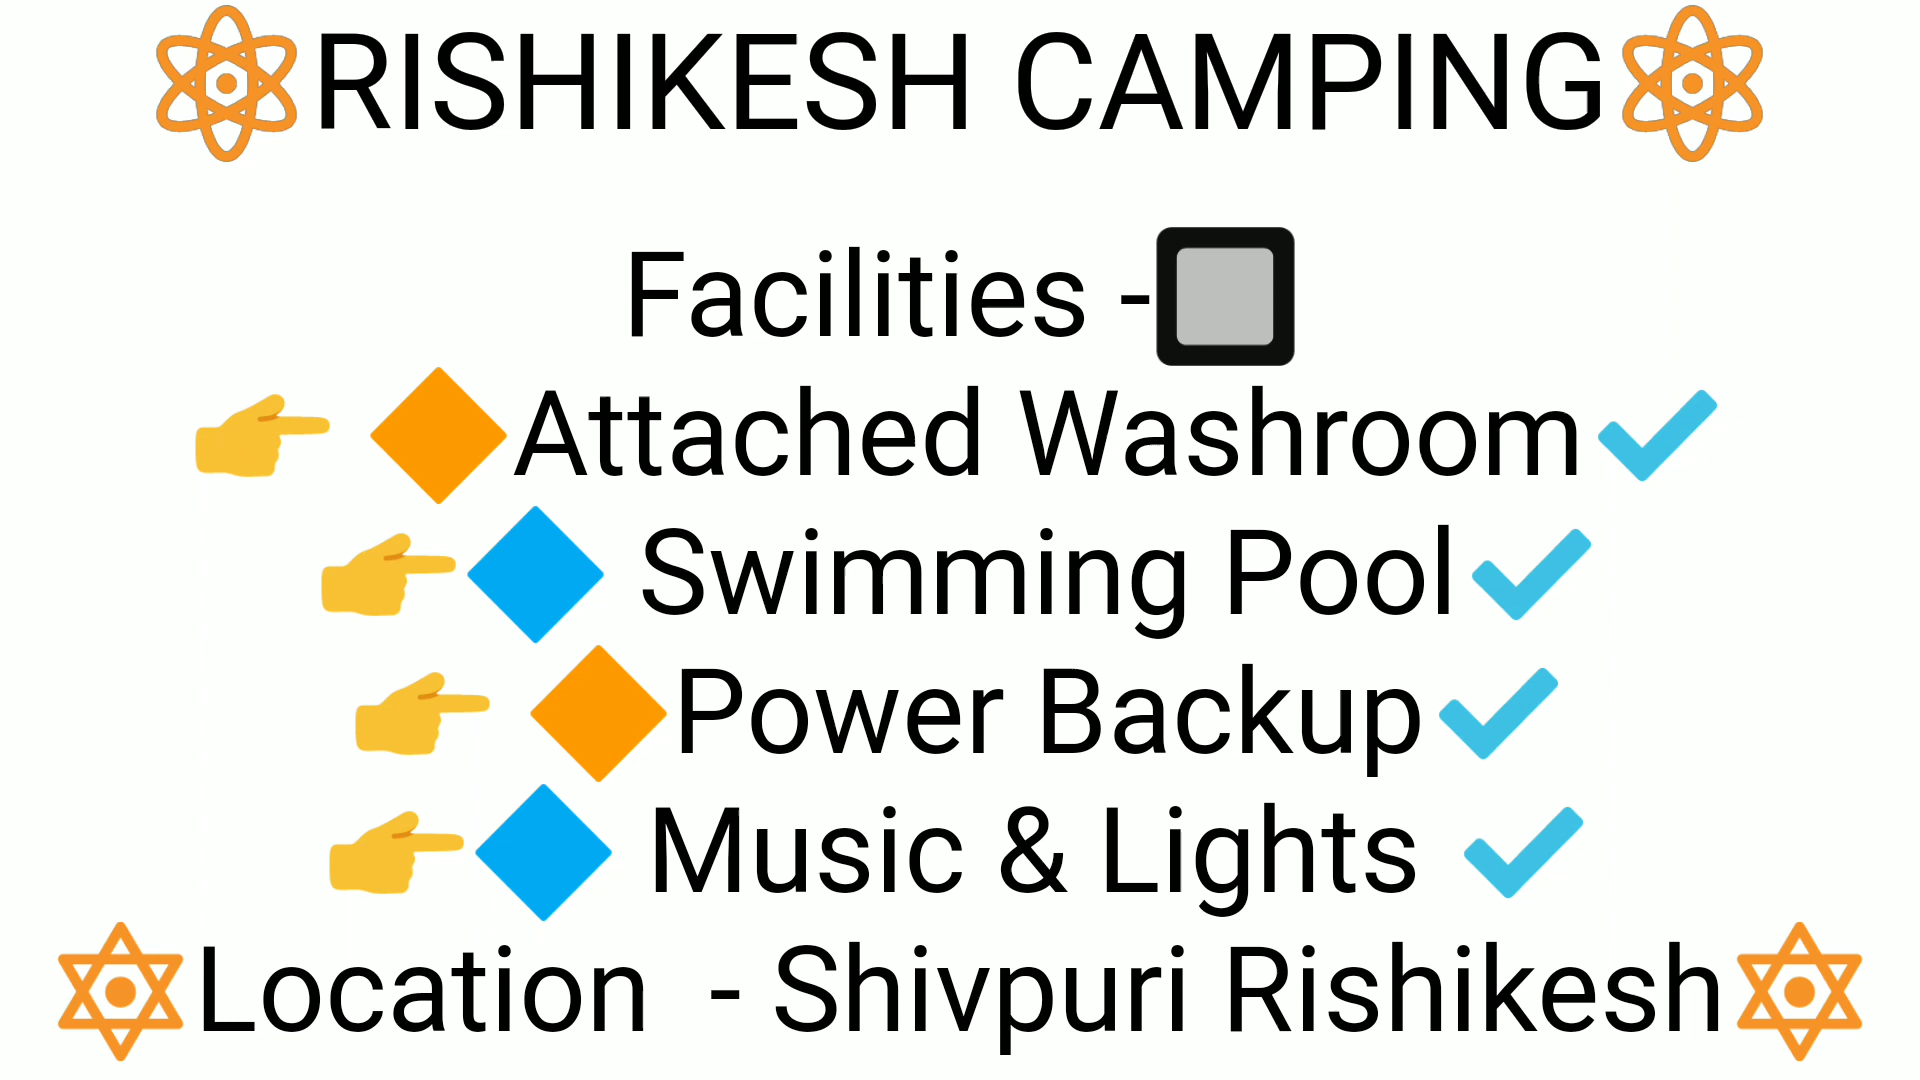 ⚛RISHIKESH CAMPING⚛
Facilities -🔲
👉 🔶Attached Washroom✔
👉🔷 Swimming Pool✔
👉 🔶Power Backup✔
👉🔷 Music & Lights ✔
🔯Location  - Shivpuri Rishikesh🔯